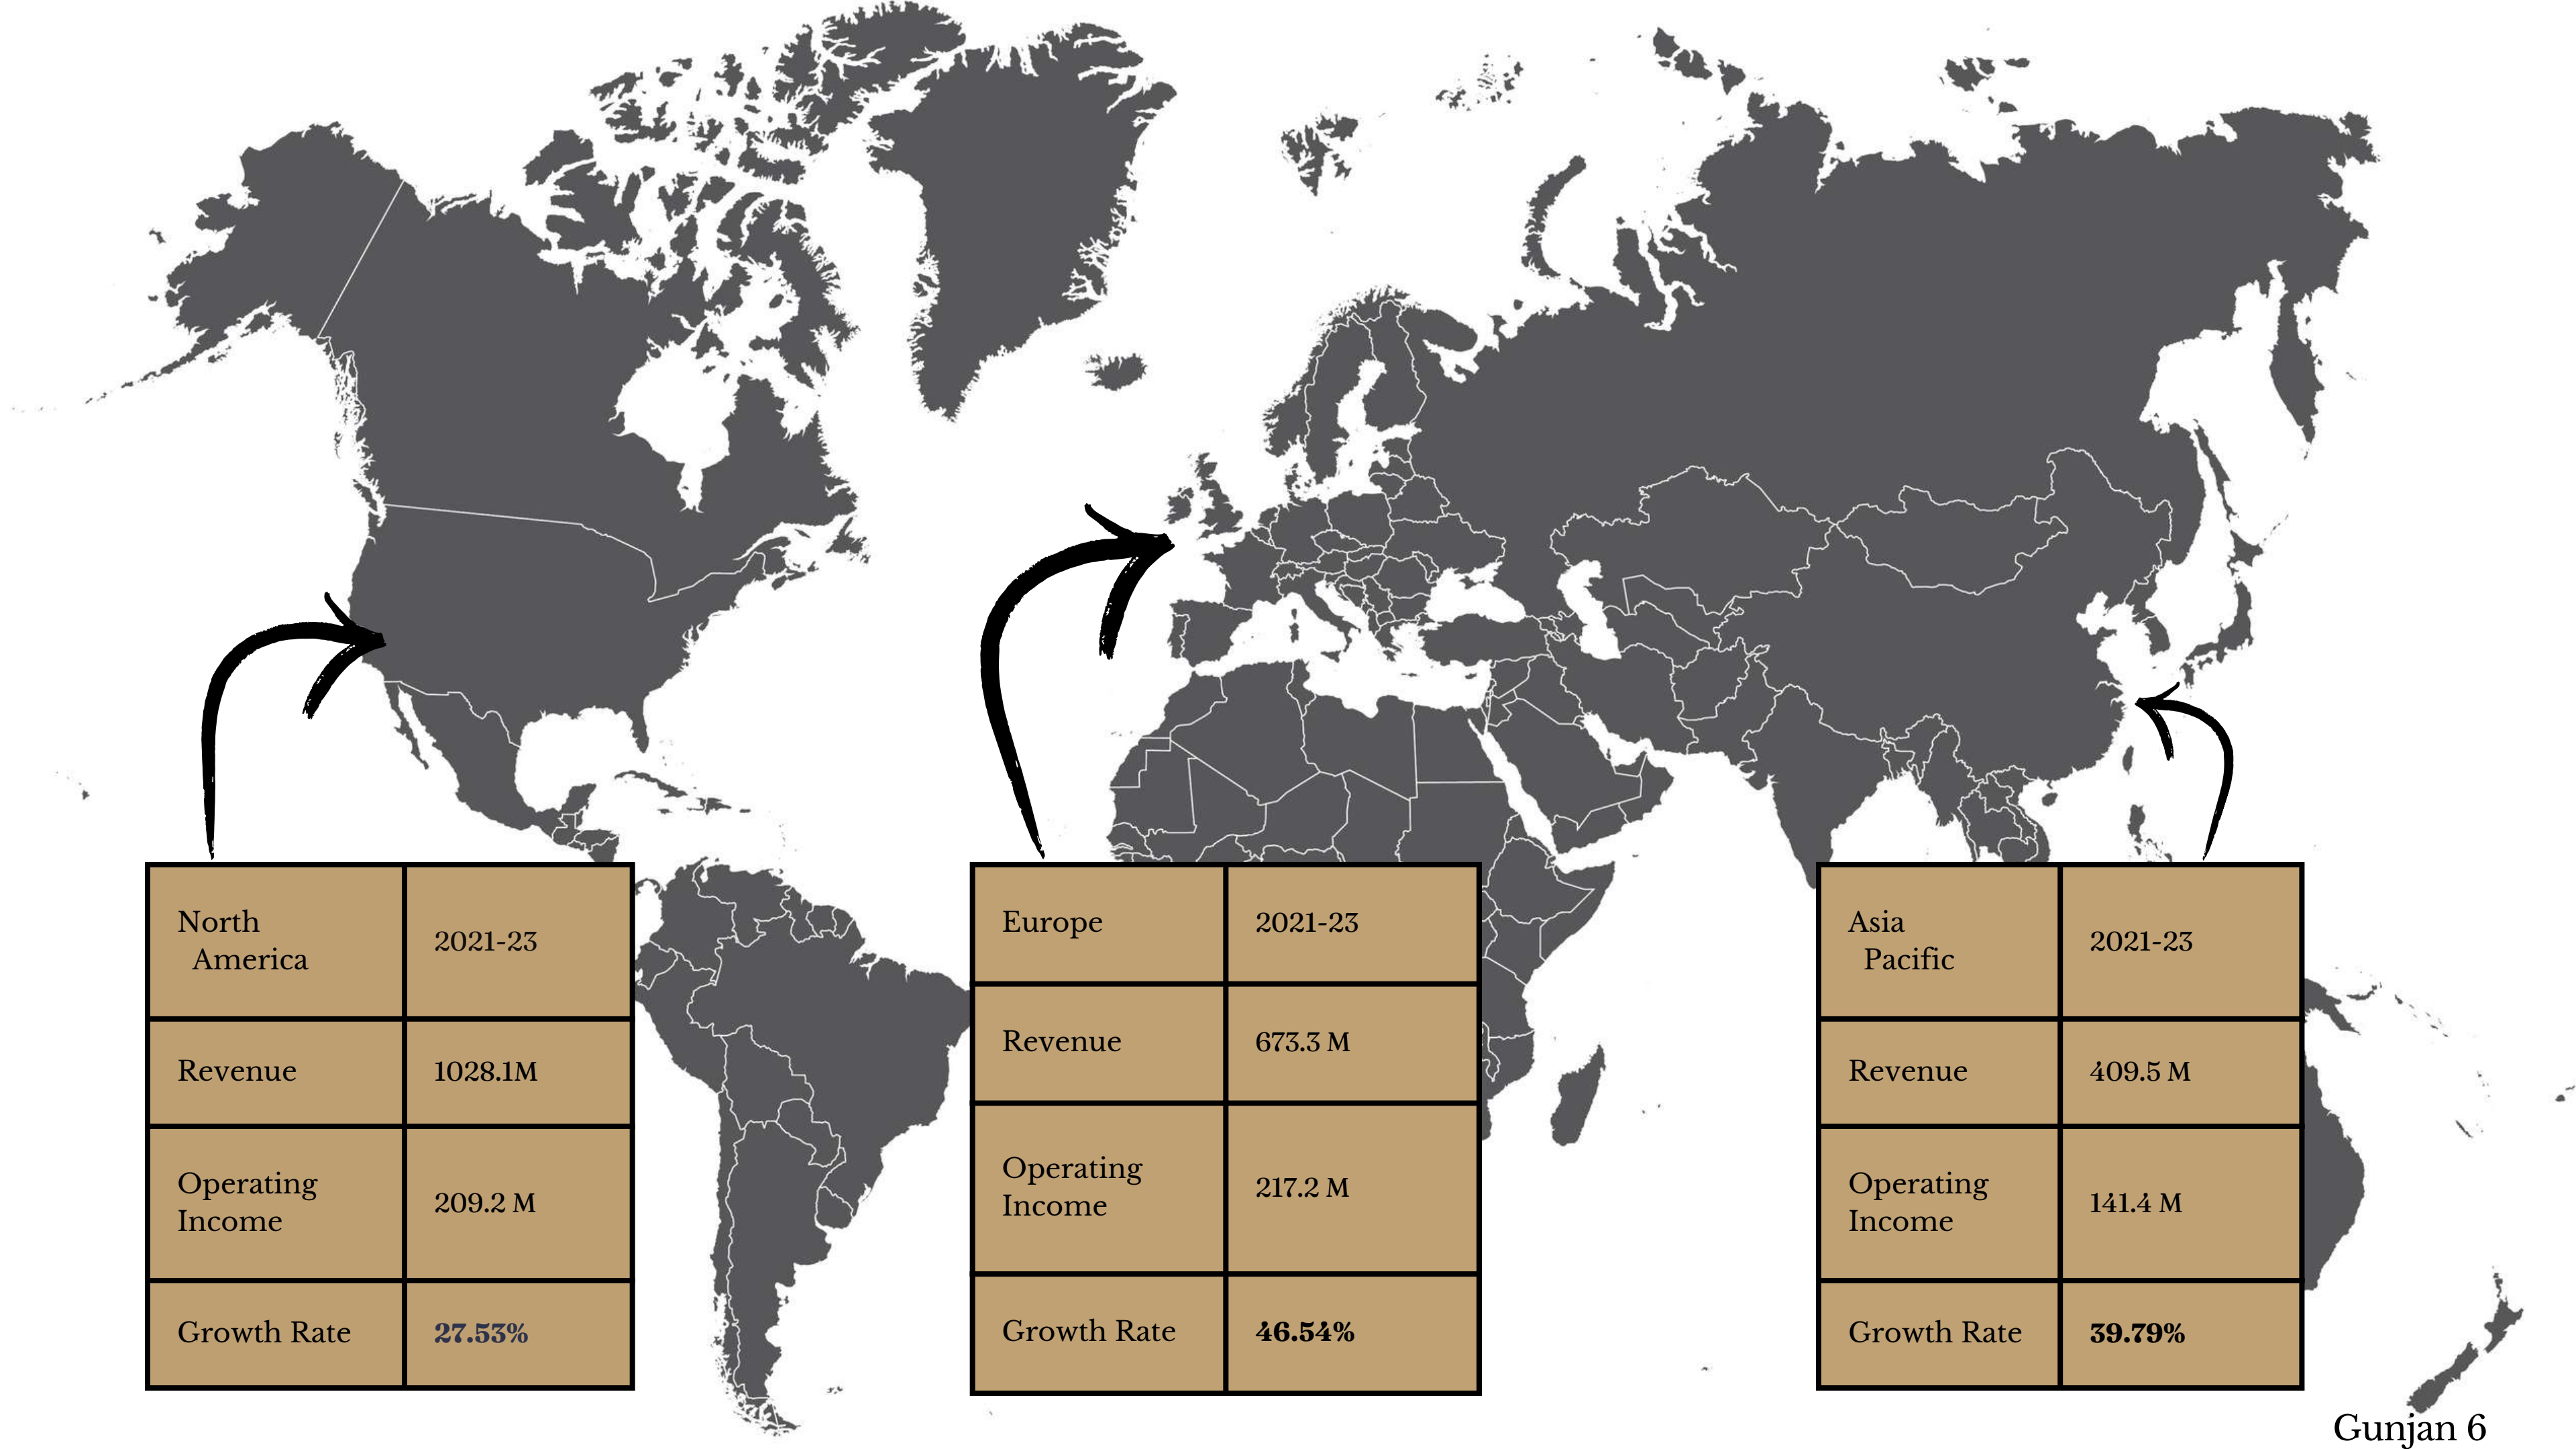 North
America
2021-23
Revenue
1028.1M
Operating
Income
209.2 M
Growth Rate
27.53%
Europe
2021-23
Revenue
673.3 M
Operating
Income
217.2 M
Growth Rate
46.54%
Asia
Pacific
2021-23
Revenue
409.5 M
Operating
Income
141.4 M
Growth Rate
39.79%
Gunjan 6